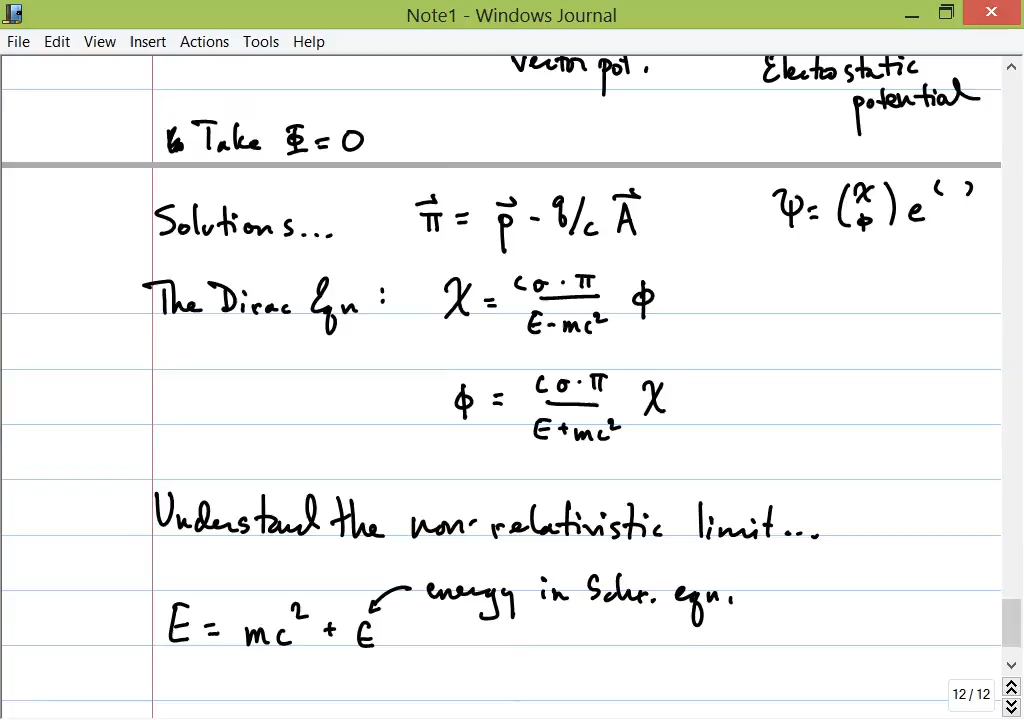 Note1 - Windows Journal
File Edit View Insert Actions Tools Help
Vector pot.
Electrostatic
potential
Take Φ = 0
Solutions... π⃗ = p⃗ - q/c A⃗ ψ = (χ ϕ) e^( )
The Dirac Eqn : χ = cσ·π / E-mc² ϕ
ϕ = cσ·π / E+mc² χ
Understand the non-relativistic limit...
energy in Schr. eqn.
E = mc² + ϵ
12 / 12